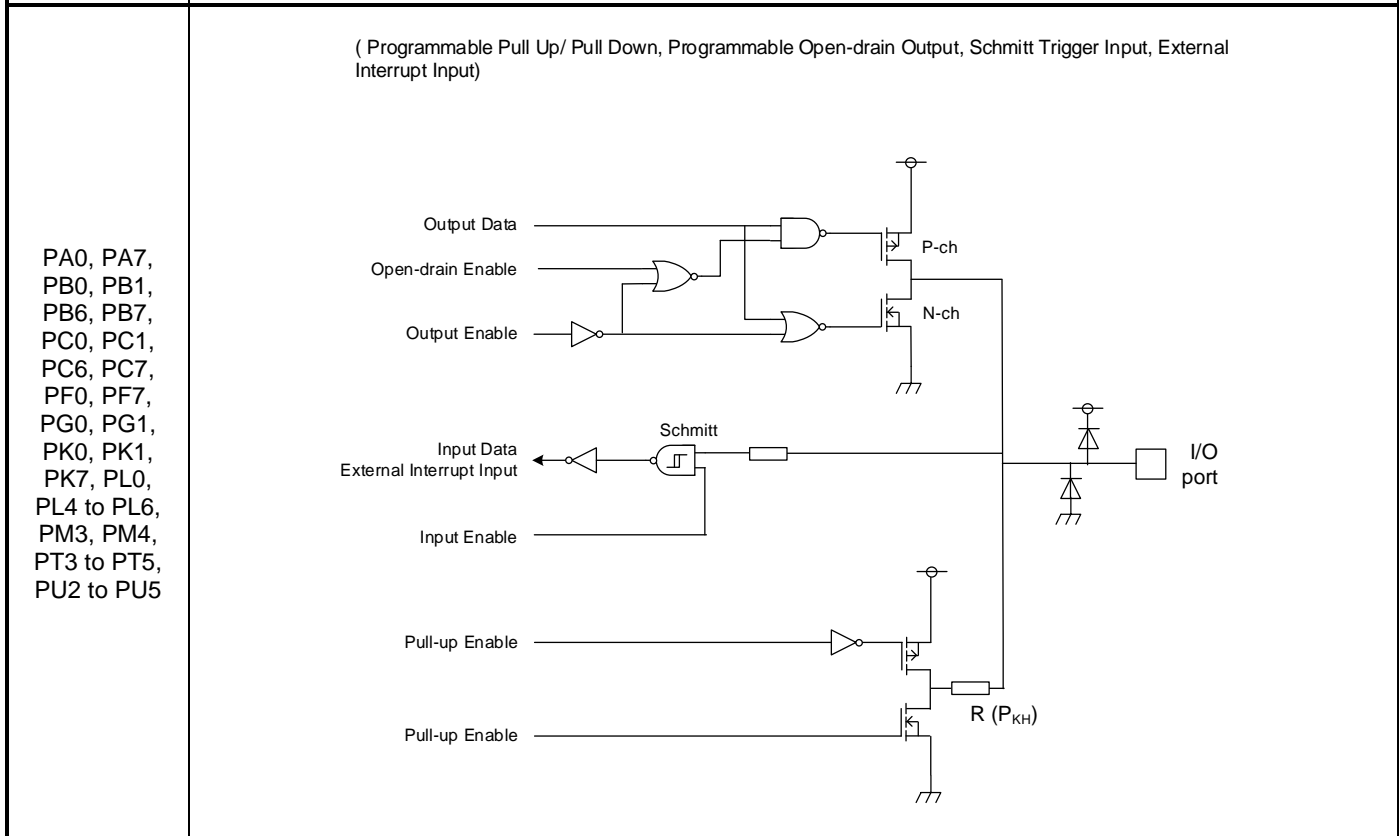 ( Programmable Pull Up/ Pull Down, Programmable Open-drain Output, Schmitt Trigger Input, External
Interrupt Input)
PA0, PA7,
PB0, PB1,
PB6, PB7,
PC0, PC1,
PC6, PC7,
PF0, PF7,
PG0, PG1,
PK0, PK1,
PK7, PL0,
PL4 to PL6,
PM3, PM4,
PT3 to PT5,
PU2 to PU5
Output Data
Open-drain Enable
Output Enable
P-ch
N-ch
Schmitt
Input Data
External Interrupt Input
Input Enable
I/O
port
Pull-up Enable
R (PKH)
Pull-up Enable